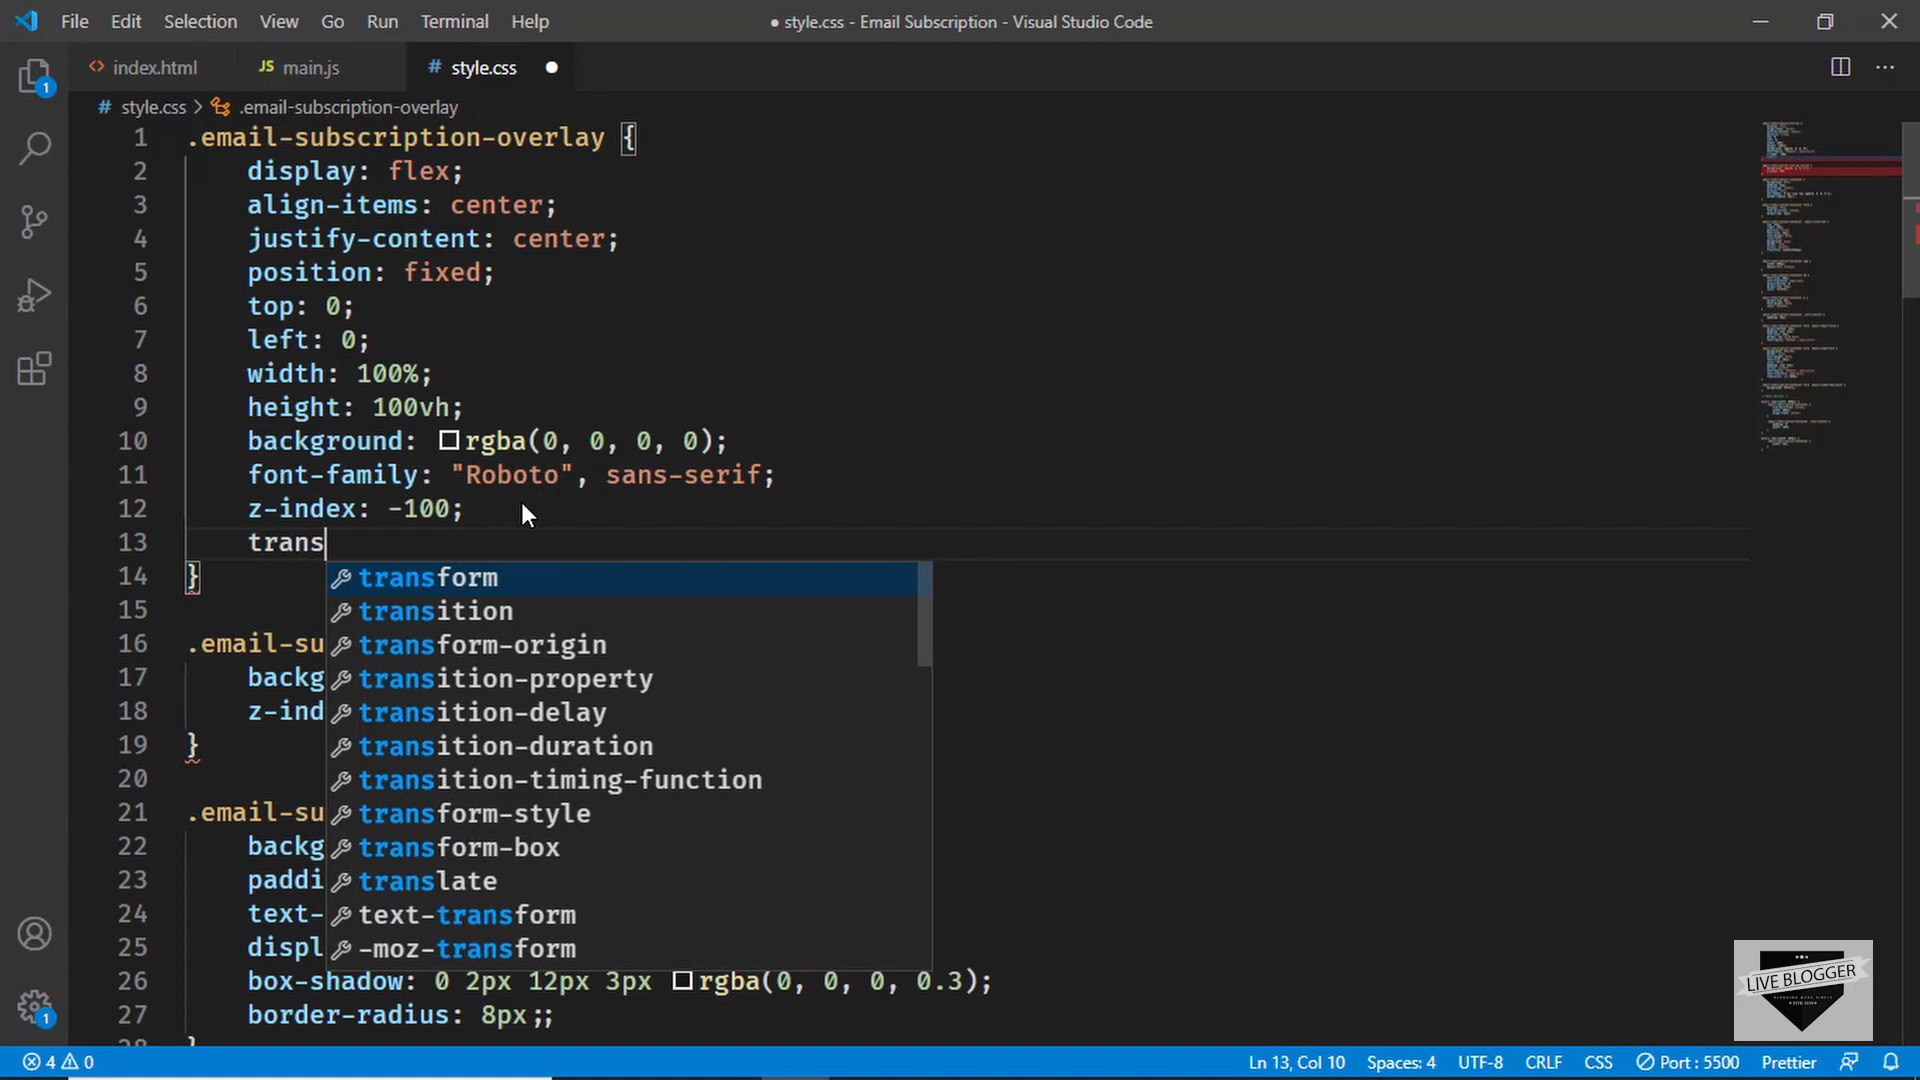 File Edit Selection View Go Run Terminal Help
● style.css - Email Subscription - Visual Studio Code
index.html
JS main.js
# style.css
# style.css > .email-subscription-overlay
1 .email-subscription-overlay {
2 display: flex;
3 align-items: center;
4 justify-content: center;
5 position: fixed;
6 top: 0;
7 left: 0;
8 width: 100%;
9 height: 100vh;
10 background: rgba(0, 0, 0, 0);
11 font-family: "Roboto", sans-serif;
12 z-index: -100;
13 trans
14 }
transform
transition
transform-origin
transition-property
transition-delay
transition-duration
transition-timing-function
transform-style
transform-box
translate
text-transform
-moz-transform
15
16 .email-su
17 backg
18 z-ind
19 }
20
21 .email-su
22 backg
23 paddi
24 text-
25 displ
26 box-shadow: 0 2px 12px 3px rgba(0, 0, 0, 0.3);
27 border-radius: 8px;;
28 }
1
1
LIVE BLOGGER
4 0
Ln 13, Col 10 Spaces: 4 UTF-8 CRLF CSS Port : 5500 Prettier